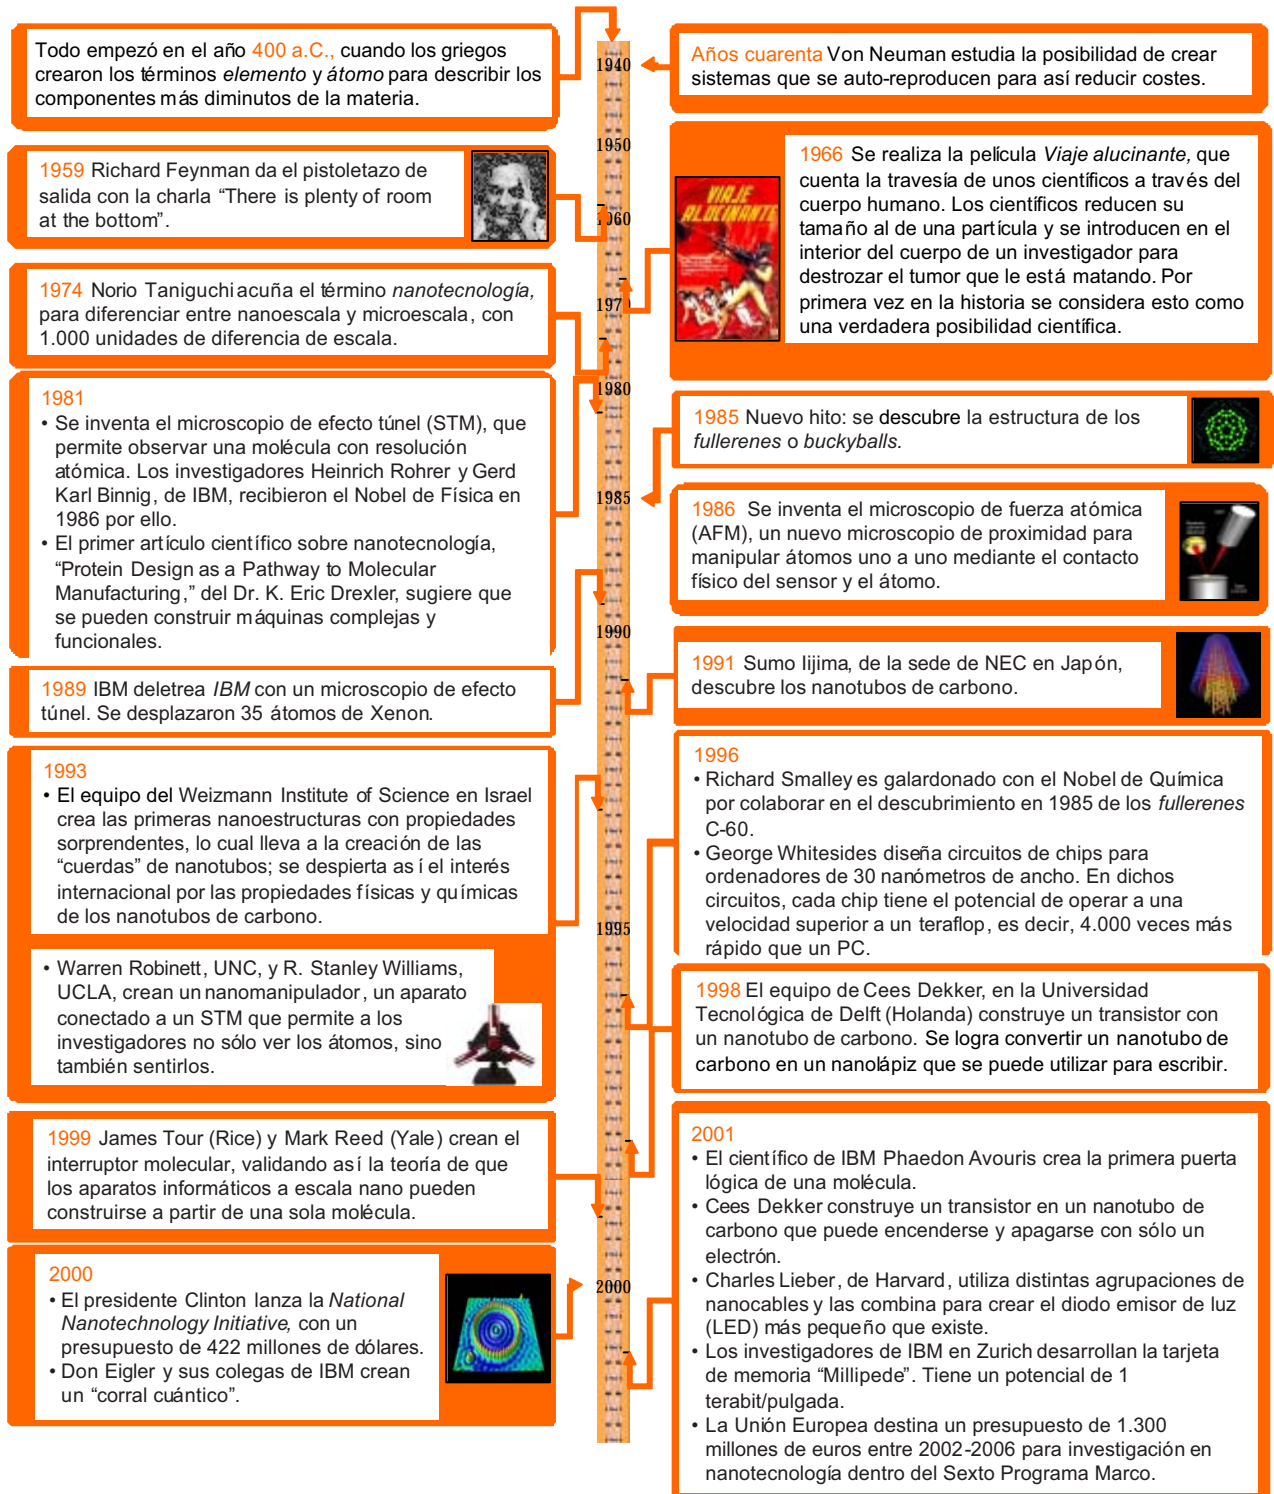 Todo empezó en el año 400 a.C., cuando los griegos
crearon los términos elemento y átomo para describir los
componentes más diminutos de la materia.
Años cuarenta Von Neuman estudia la posibilidad de crear
sistemas que se auto-reproducen para así reducir costes.
1940
1950
1959 Richard Feynman da el pistoletazo de
salida con la charla “There is plenty of room
at the bottom”.
1960
1966 Se realiza la película Viaje alucinante, que
cuenta la travesía de unos científicos a través del
cuerpo humano. Los científicos reducen su
tamaño al de una partícula y se introducen en el
interior del cuerpo de un investigador para
destrozar el tumor que le está matando. Por
primera vez en la historia se considera esto como
una verdadera posibilidad científica.
VIAJE
ALUCINANTE
1970
1974 Norio Taniguchi acuña el término nanotecnología,
para diferenciar entre nanoescala y microescala, con
1.000 unidades de diferencia de escala.
1980
1981
• Se inventa el microscopio de efecto túnel (STM), que
permite observar una molécula con resolución
atómica. Los investigadores Heinrich Rohrer y Gerd
Karl Binnig, de IBM, recibieron el Nobel de Física en
1986 por ello.
• El primer artículo científico sobre nanotecnología,
“Protein Design as a Pathway to Molecular
Manufacturing,” del Dr. K. Eric Drexler, sugiere que
se pueden construir máquinas complejas y
funcionales.
1985 Nuevo hito: se descubre la estructura de los
fullerenes o buckyballs.
1985
1986 Se inventa el microscopio de fuerza atómica
(AFM), un nuevo microscopio de proximidad para
manipular átomos uno a uno mediante el contacto
físico del sensor y el átomo.
1989 IBM deletrea IBM con un microscopio de efecto
túnel. Se desplazaron 35 átomos de Xenon.
1990
1991 Sumo Iijima, de la sede de NEC en Japón,
descubre los nanotubos de carbono.
1993
• El equipo del Weizmann Institute of Science en Israel
crea las primeras nanoestructuras con propiedades
sorprendentes, lo cual lleva a la creación de las
“cuerdas” de nanotubos; se despierta así el interés
internacional por las propiedades físicas y químicas
de los nanotubos de carbono.
• Warren Robinett, UNC, y R. Stanley Williams,
UCLA, crean un nanomanipulador, un aparato
conectado a un STM que permite a los
investigadores no sólo ver los átomos, sino
también sentirlos.
1995
1996
• Richard Smalley es galardonado con el Nobel de Química
por colaborar en el descubrimiento en 1985 de los fullerenes
C-60.
• George Whitesides diseña circuitos de chips para
ordenadores de 30 nanómetros de ancho. En dichos
circuitos, cada chip tiene el potencial de operar a una
velocidad superior a un teraflop, es decir, 4.000 veces más
rápido que un PC.
1998 El equipo de Cees Dekker, en la Universidad
Tecnológica de Delft (Holanda) construye un transistor con
un nanotubo de carbono. Se logra convertir un nanotubo de
carbono en un nanolápiz que se puede utilizar para escribir.
1999 James Tour (Rice) y Mark Reed (Yale) crean el
interruptor molecular, validando así la teoría de que
los aparatos informáticos a escala nano pueden
construirse a partir de una sola molécula.
2000
• El presidente Clinton lanza la National
Nanotechnology Initiative, con un
presupuesto de 422 millones de dólares.
• Don Eigler y sus colegas de IBM crean
un “corral cuántico”.
2000
2001
• El científico de IBM Phaedon Avouris crea la primera puerta
lógica de una molécula.
• Cees Dekker construye un transistor en un nanotubo de
carbono que puede encenderse y apagarse con sólo un
electrón.
• Charles Lieber, de Harvard, utiliza distintas agrupaciones de
nanocables y las combina para crear el diodo emisor de luz
(LED) más pequeño que existe.
• Los investigadores de IBM en Zurich desarrollan la tarjeta
de memoria “Millipede”. Tiene un potencial de 1
terabit/pulgada.
• La Unión Europea destina un presupuesto de 1.300
millones de euros entre 2002-2006 para investigación en
nanotecnología dentro del Sexto Programa Marco.